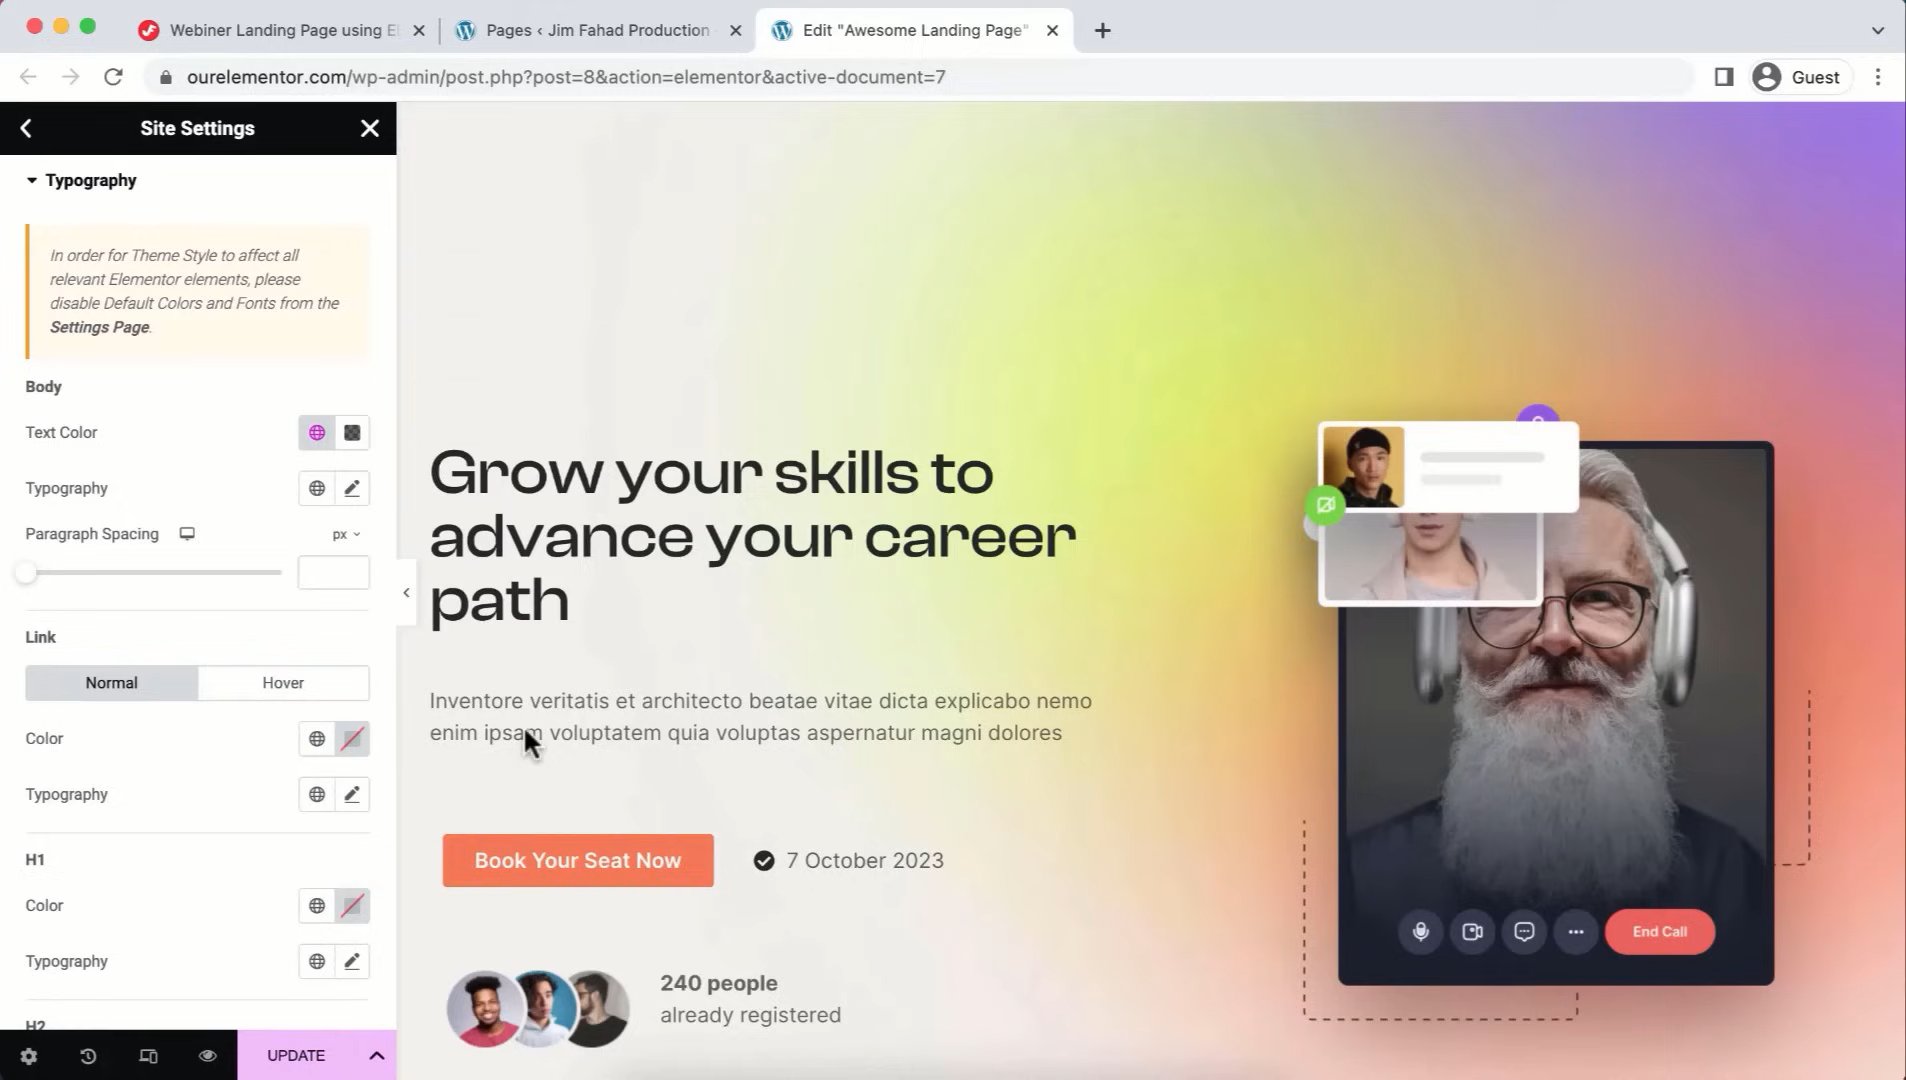 Webiner Landing Page using El
Pages ‹ Jim Fahad Production
Edit "Awesome Landing Page"
ourelementor.com/wp-admin/post.php?post=8&action=elementor&active-document=7
Guest
Site Settings
Typography
In order for Theme Style to affect all
relevant Elementor elements, please
disable Default Colors and Fonts from the
Settings Page.
Body
Text Color
Typography
Paragraph Spacing
px
Link
Normal
Hover
Color
Typography
H1
Color
Typography
H2
UPDATE
Grow your skills to
advance your career
path
Inventore veritatis et architecto beatae vitae dicta explicabo nemo
enim ipsam voluptatem quia voluptas aspernatur magni dolores
Book Your Seat Now
7 October 2023
240 people
already registered
End Call